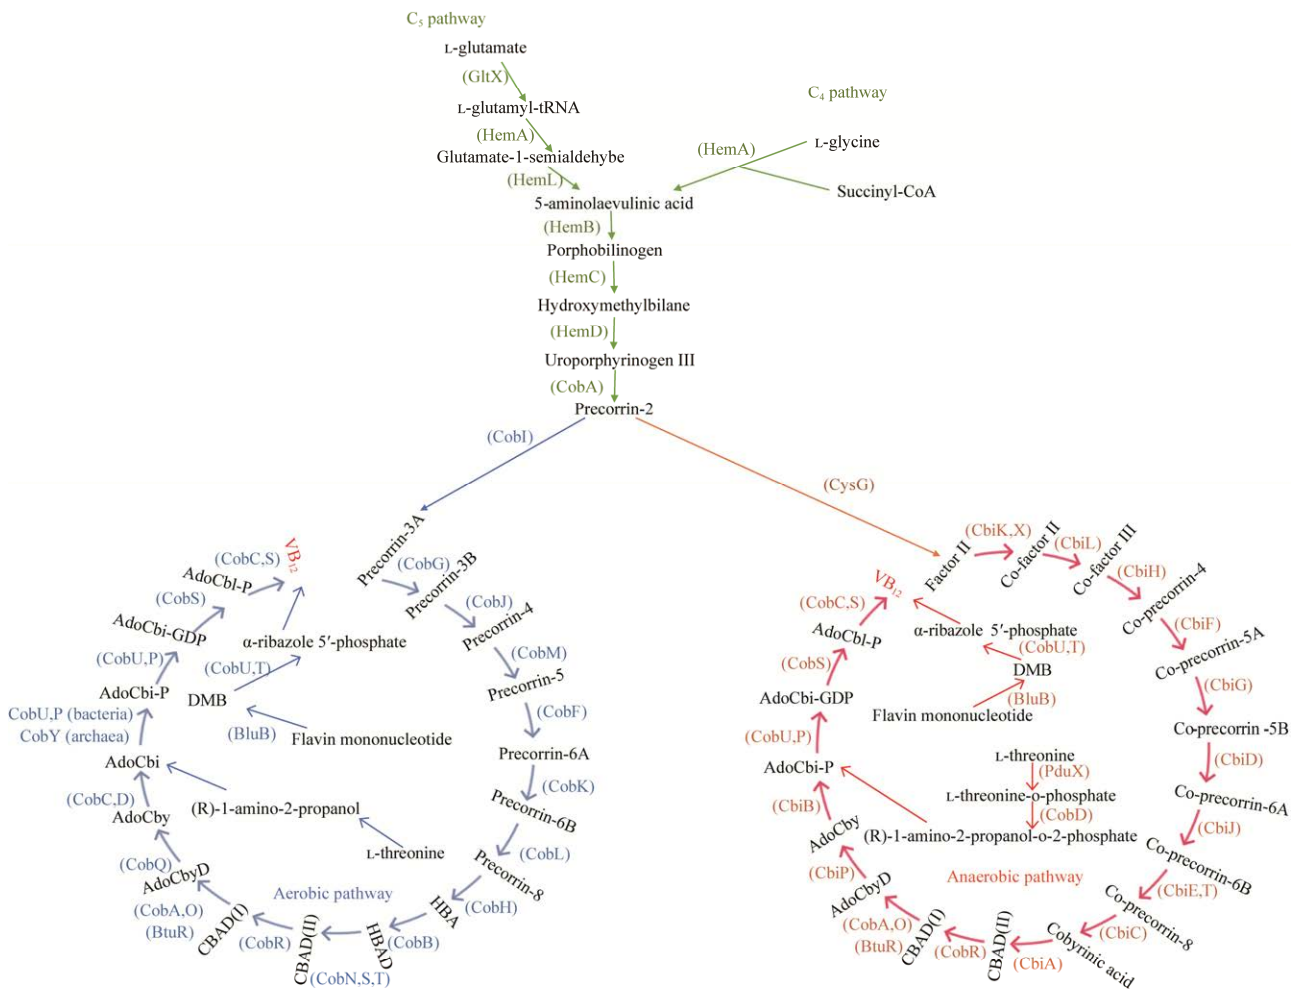 C₅ pathway
L-glutamate
(GltX)
C₄ pathway
L-glutamyl-tRNA
(HemA)
L-glycine
(HemA)
Glutamate-1-semialdehybe
(HemL)
Succinyl-CoA
5-aminolaevulinic acid
(HemB)
Porphobilinogen
(HemC)
Hydroxymethylbilane
(HemD)
Uroporphyrinogen III
(CobA)
Precorrin-2
(CobI)
(CysG)
Precorrin-3A
(CobG)
Precorrin-3B
(CobJ)
Precorrin-4
(CobM)
Precorrin-5
(CobF)
Precorrin-6A
(CobK)
Precorrin-6B
(CobL)
Precorrin-8
(CobH)
HBA
(CobB)
HBAD
(CobN,S,T)
CBAD(II)
(CobR)
CBAD(I)
(CobA,O)
(BtuR)
AdoCbyD
(CobQ)
AdoCby
(CobC,D)
AdoCbi
CobU,P (bacteria)
CobY (archaea)
AdoCbi-P
(CobU,P)
AdoCbi-GDP
(CobS)
AdoCbl-P
(CobC,S)
VB₁₂
α-ribazole 5′-phosphate
(CobU,T)
DMB
(BluB)
Flavin mononucleotide
(R)-1-amino-2-propanol
L-threonine
Aerobic pathway
Factor II
(CbiK,X)
Co-factor II
(CbiL)
Co-factor III
(CbiH)
Co-precorrin-4
(CbiF)
Co-precorrin-5A
(CbiG)
Co-precorrin -5B
(CbiD)
Co-precorrin-6A
(CbiJ)
Co-precorrin-6B
(CbiE,T)
Co-precorrin-8
(CbiC)
Cobyrinic acid
(CbiA)
CBAD(II)
(CobR)
CBAD(I)
(CobA,O)
(BtuR)
AdoCbyD
(CbiP)
AdoCby
(CbiB)
AdoCbi-P
(CobU,P)
AdoCbi-GDP
(CobS)
AdoCbl-P
(CobC,S)
VB₁₂
α-ribazole 5′-phosphate
(CobU,T)
DMB
(BluB)
Flavin mononucleotide
L-threonine
(PduX)
L-threonine-o-phosphate
(CobD)
(R)-1-amino-2-propanol-o-2-phosphate
Anaerobic pathway